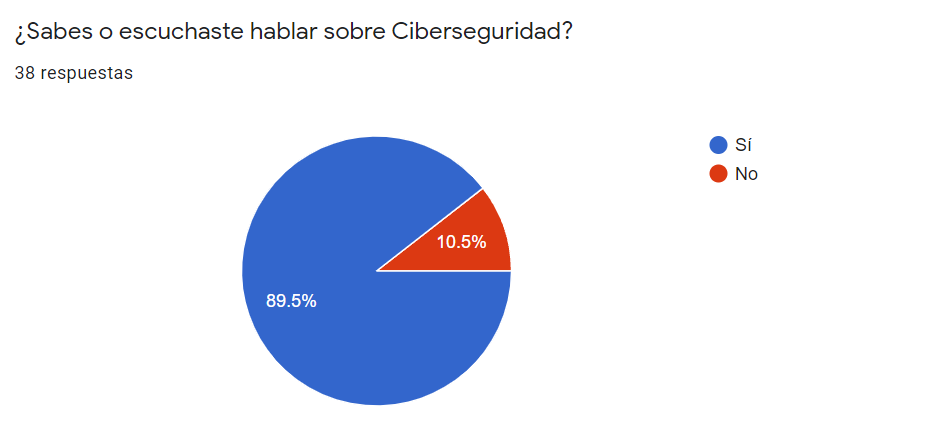 ¿Sabes o escuchaste hablar sobre Ciberseguridad?
38 respuestas
Sí
No
10.5%
89.5%